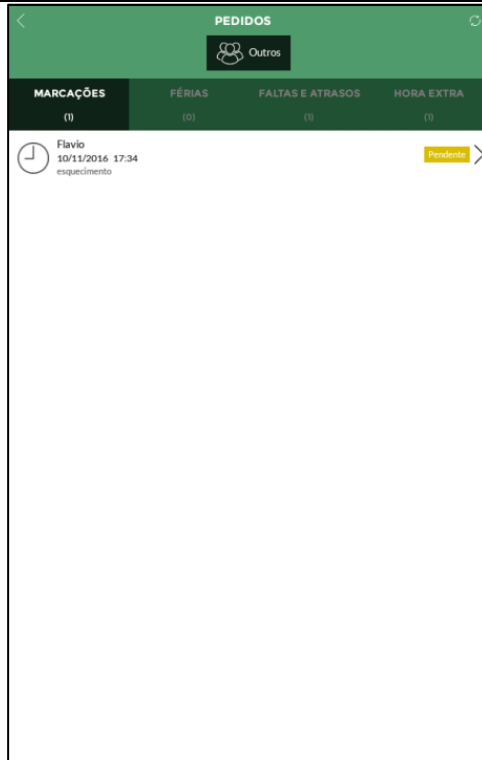 PEDIDOS
Outros
MARCAÇÕES FÉRIAS FALTAS E ATRASOS HORA EXTRA
(1) (0) (1) (1)
Flavio
10/11/2016 17:34 Pendente
esquecimento